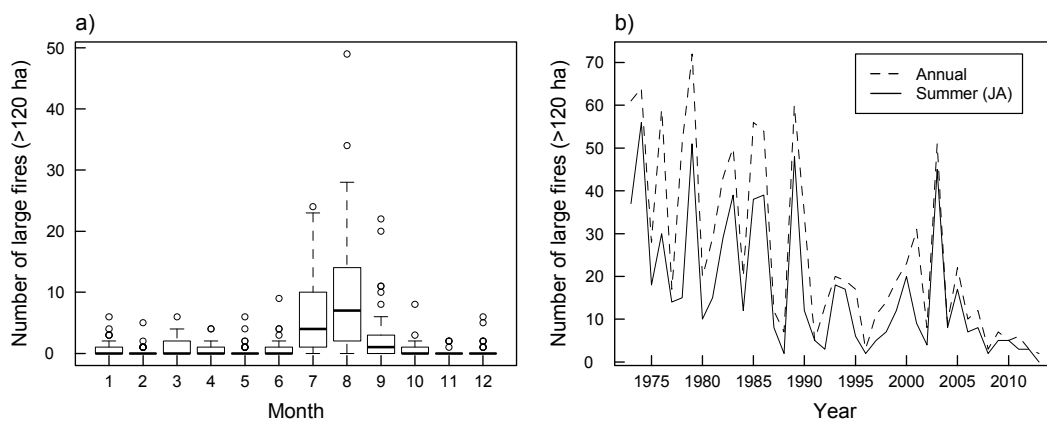 a)
Number of large fires (>120 ha)
50
40
30
20
10
0
1 2 3 4 5 6 7 8 9 10 11 12
Month
b)
Number of large fires (>120 ha)
70
60
50
40
30
20
10
0
Annual
Summer (JA)
1975 1980 1985 1990 1995 2000 2005 2010
Year